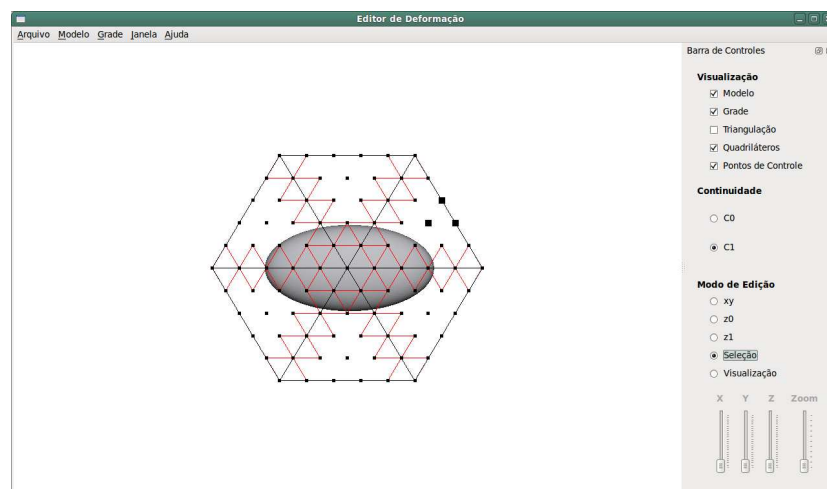 Editor de Deformação
Arquivo Modelo Grade Janela Ajuda
Barra de Controles
Visualização
Modelo
Grade
Triangulação
Quadriláteros
Pontos de Controle
Continuidade
C0
C1
Modo de Edição
xy
z0
z1
Seleção
Visualização
X Y Z Zoom